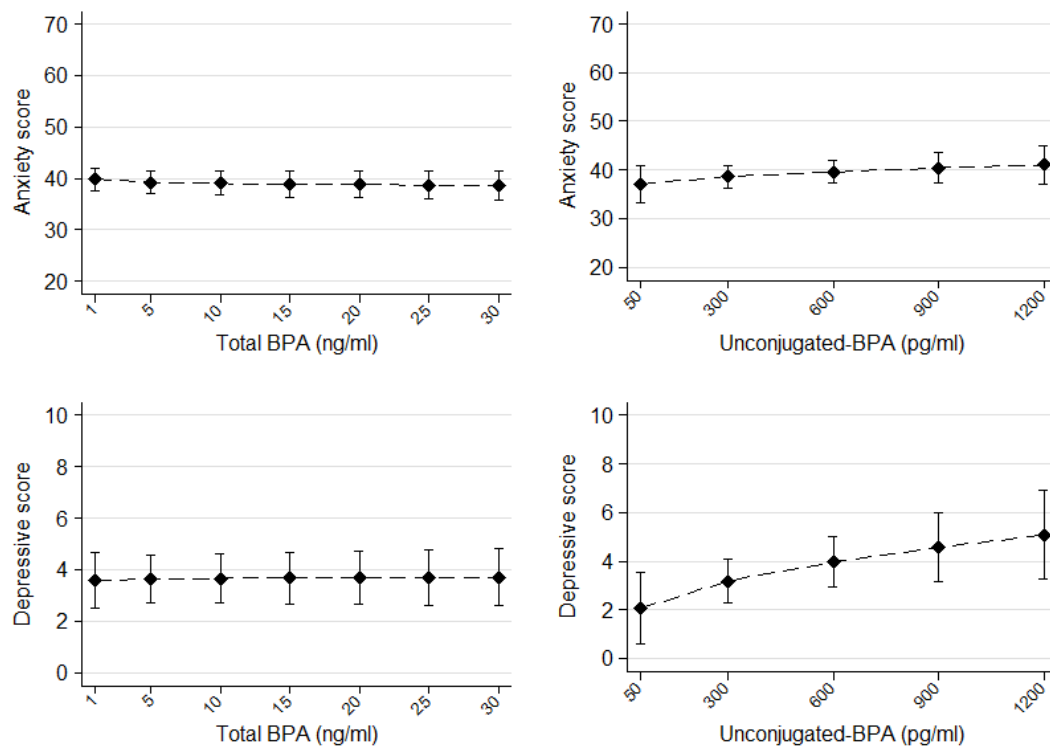 Anxiety score
70
60
50
40
30
20
1 5 10 15 20 25 30
Total BPA (ng/ml)
Anxiety score
70
60
50
40
30
20
50 300 600 900 1200
Unconjugated-BPA (pg/ml)
Depressive score
10
8
6
4
2
0
1 5 10 15 20 25 30
Total BPA (ng/ml)
Depressive score
10
8
6
4
2
0
50 300 600 900 1200
Unconjugated-BPA (pg/ml)